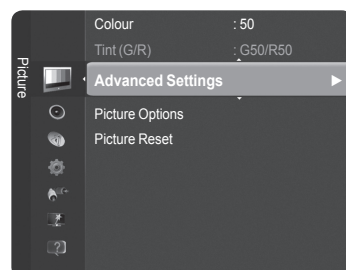 Picture
Colour : 50
Tint (G/R) : G50/R50
Advanced Settings
Picture Options
Picture Reset